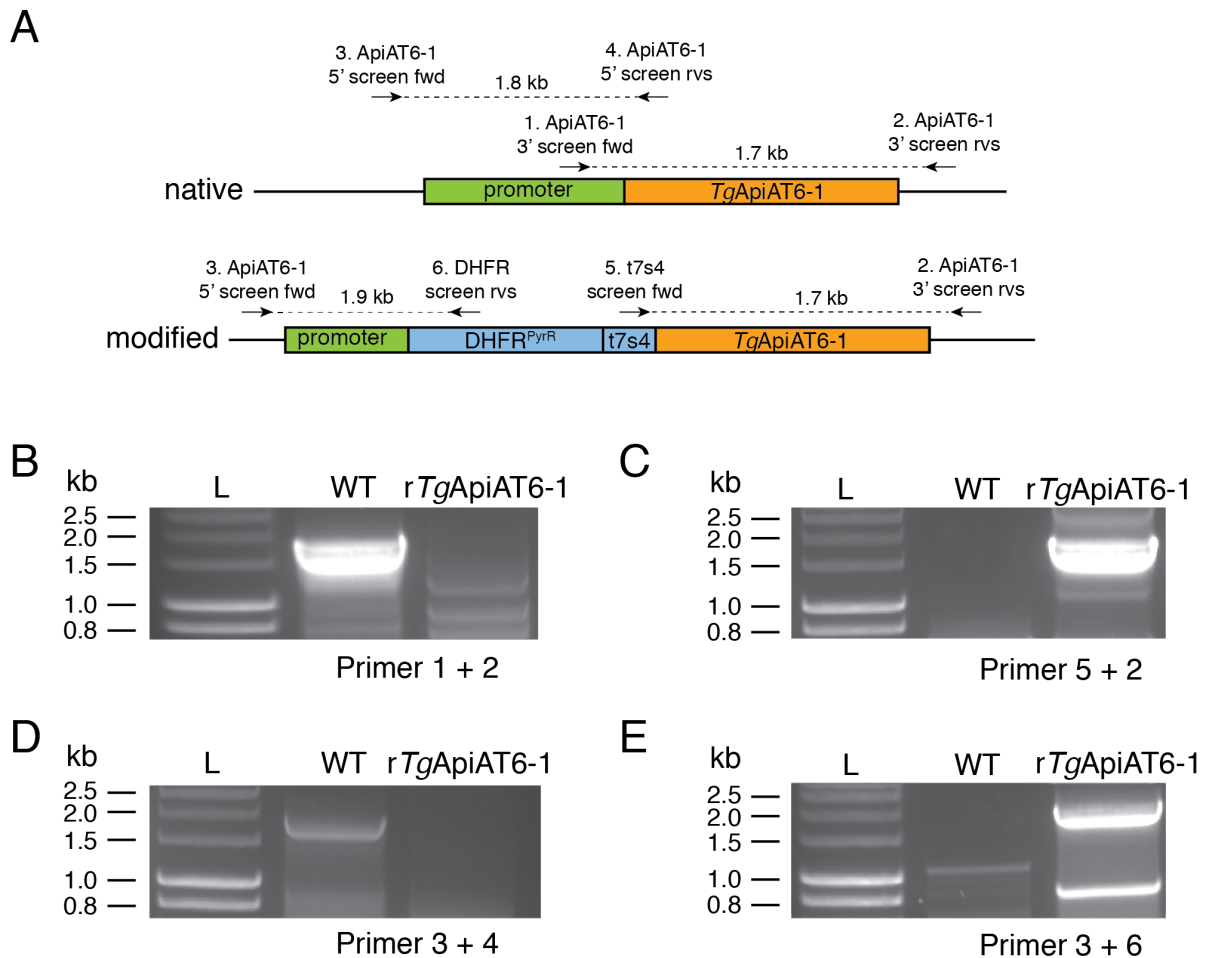 A
3. ApiAT6-1
5’ screen fwd
4. ApiAT6-1
5’ screen rvs
1.8 kb
1. ApiAT6-1
3’ screen fwd
2. ApiAT6-1
3’ screen rvs
1.7 kb
native
promoter
TgApiAT6-1
3. ApiAT6-1
5’ screen fwd
6. DHFR
screen rvs
5. t7s4
screen fwd
2. ApiAT6-1
3’ screen rvs
1.9 kb
1.7 kb
modified
promoter
DHFRPyrR
t7s4
TgApiAT6-1
B
kb
L
WT
rTgApiAT6-1
2.5
2.0
1.5
1.0
0.8
Primer 1 + 2
C
kb
L
WT
rTgApiAT6-1
2.5
2.0
1.5
1.0
0.8
Primer 5 + 2
D
kb
L
WT
rTgApiAT6-1
2.5
2.0
1.5
1.0
0.8
Primer 3 + 4
E
kb
L
WT
rTgApiAT6-1
2.5
2.0
1.5
1.0
0.8
Primer 3 + 6